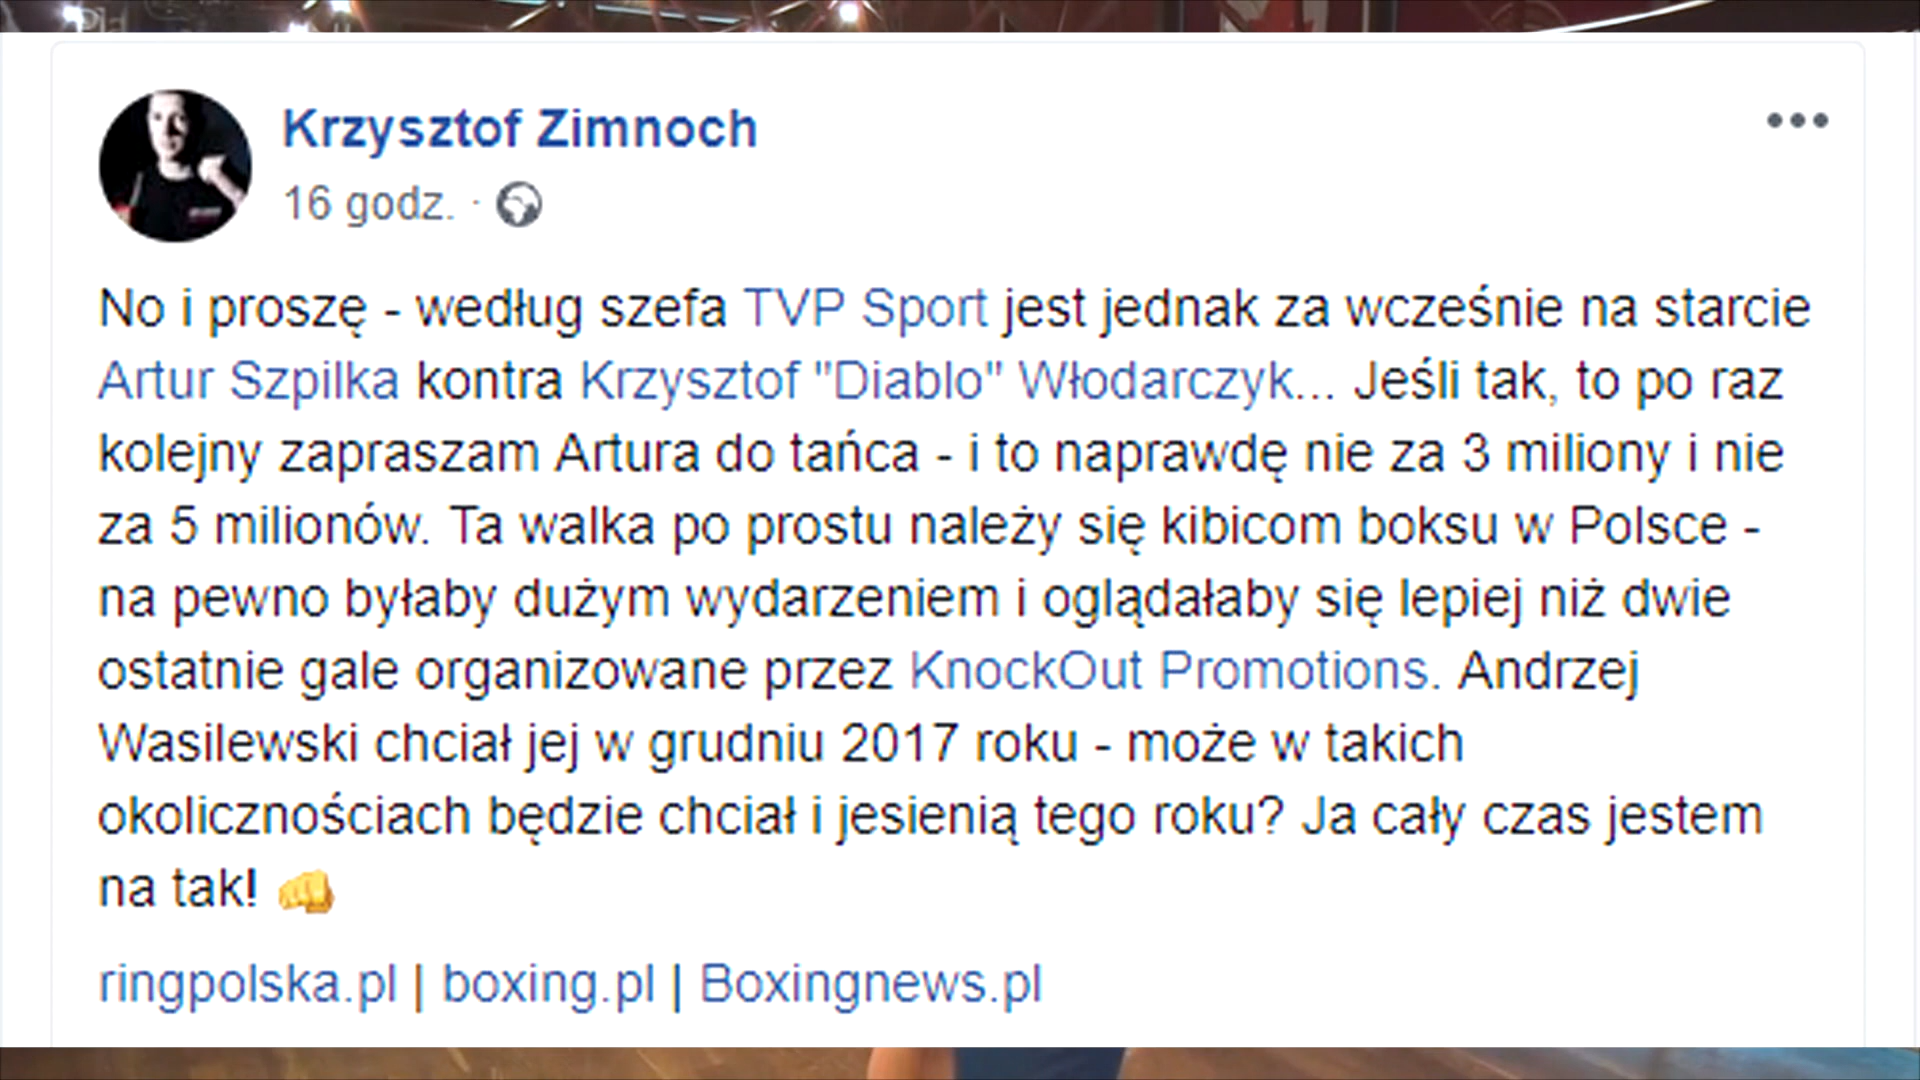 Krzysztof Zimnoch
16 godz. ·
No i proszę - według szefa TVP Sport jest jednak za wcześnie na starcie
Artur Szpilka kontra Krzysztof "Diablo" Włodarczyk... Jeśli tak, to po raz
kolejny zapraszam Artura do tańca - i to naprawdę nie za 3 miliony i nie
za 5 milionów. Ta walka po prostu należy się kibicom boksu w Polsce -
na pewno byłaby dużym wydarzeniem i oglądałaby się lepiej niż dwie
ostatnie gale organizowane przez KnockOut Promotions. Andrzej
Wasilewski chciał jej w grudniu 2017 roku - może w takich
okolicznościach będzie chciał i jesienią tego roku? Ja cały czas jestem
na tak! 👊
ringpolska.pl | boxing.pl | Boxingnews.pl